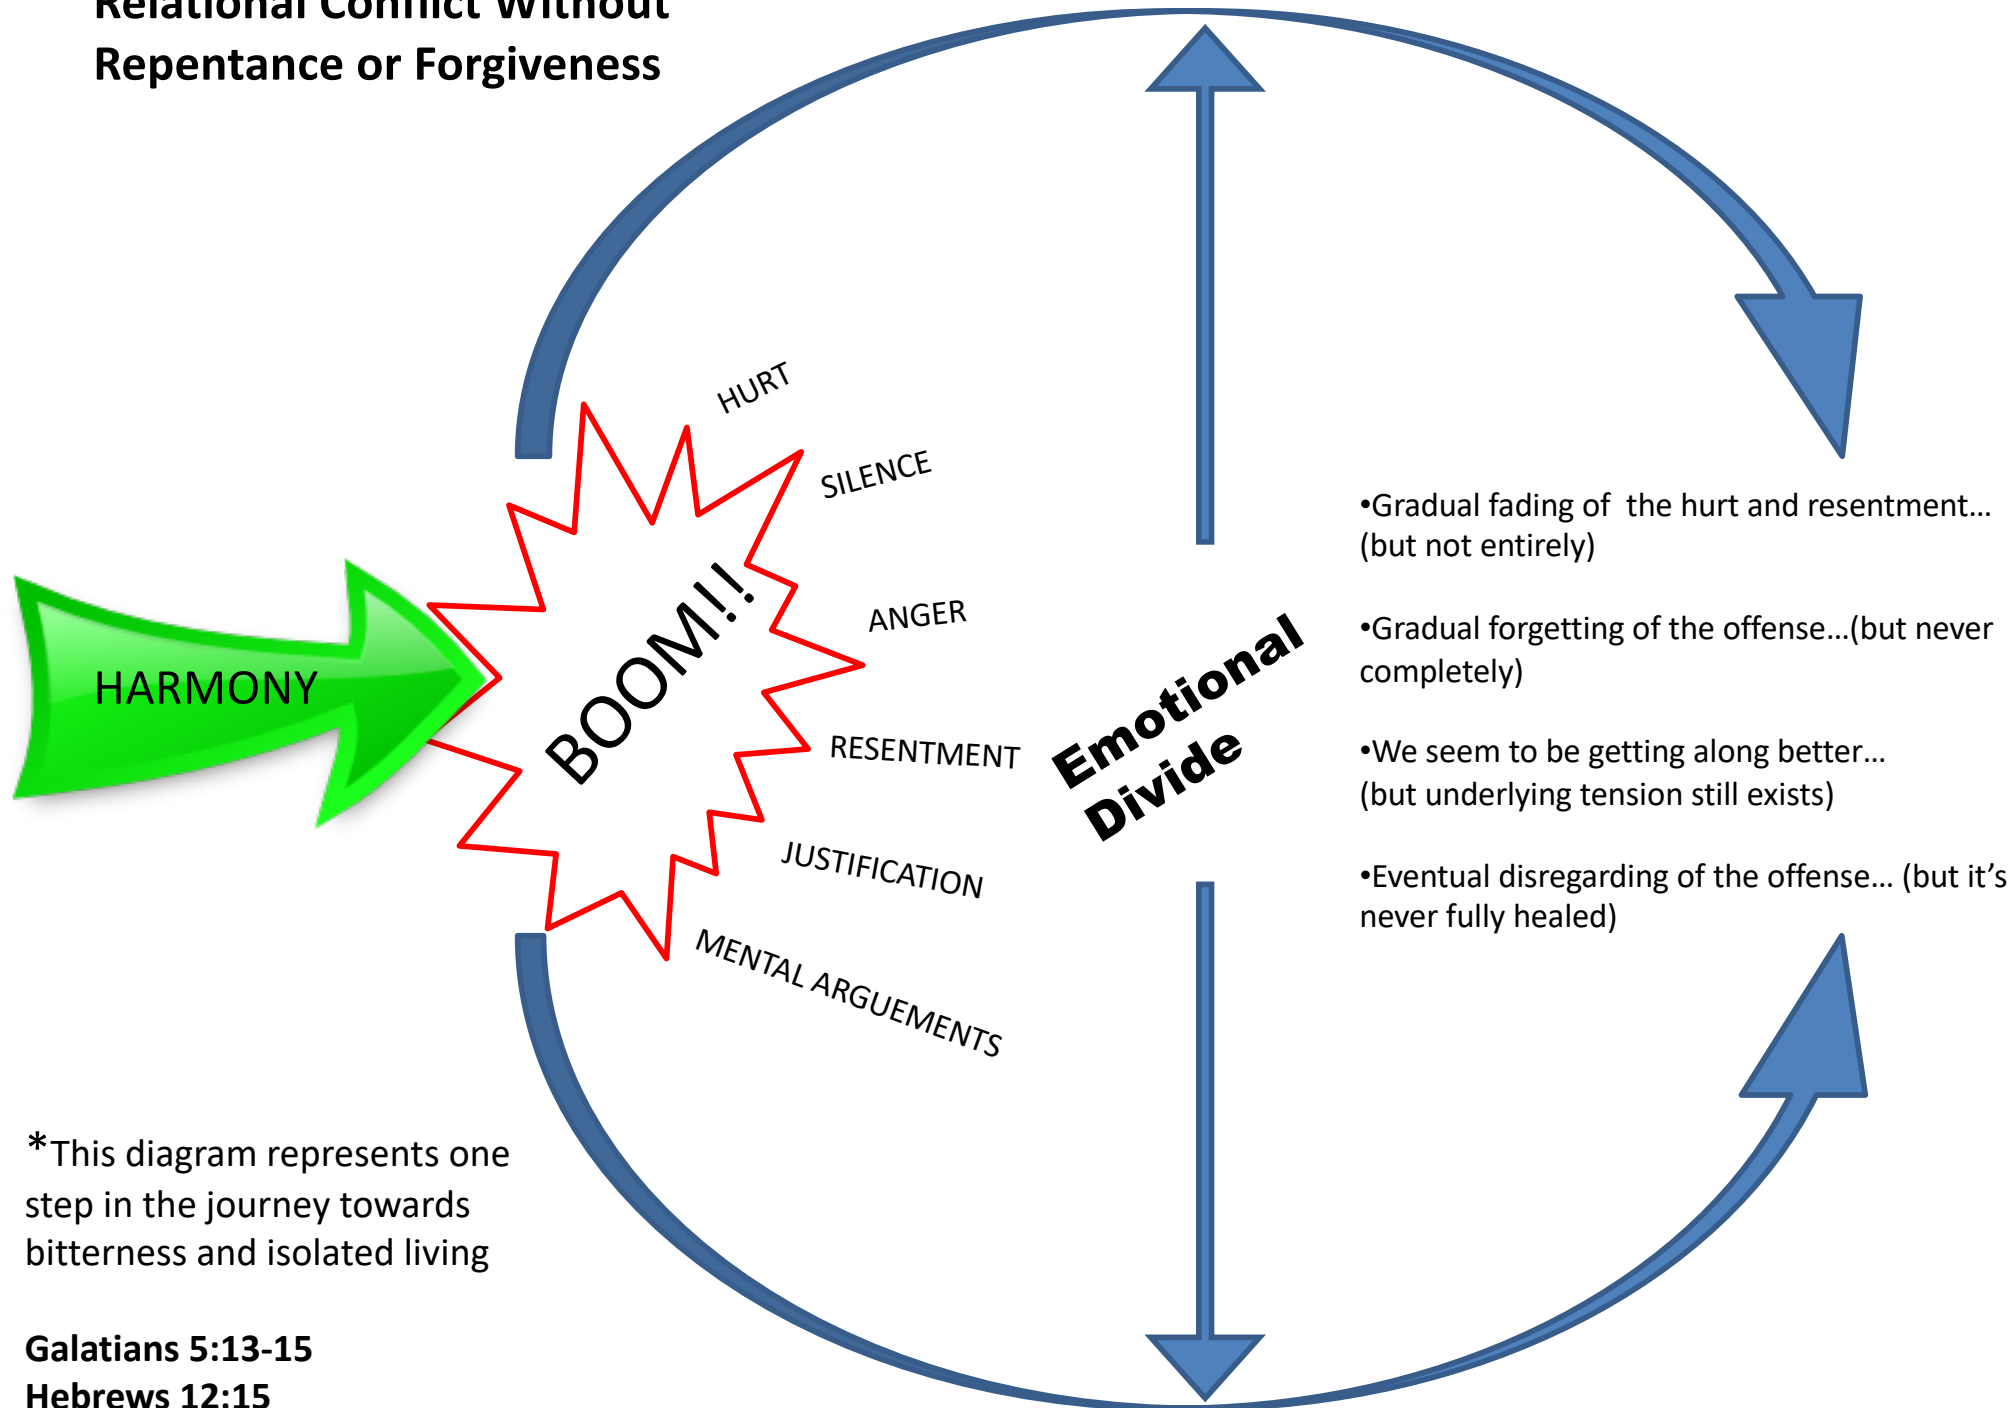 Relational Conflict Without
Repentance or Forgiveness
HARMONY
BOOM!!
HURT
SILENCE
ANGER
RESENTMENT
JUSTIFICATION
MENTAL ARGUEMENTS
Emotional
Divide
•Gradual fading of  the hurt and resentment…
(but not entirely)
•Gradual forgetting of the offense…(but never
completely)
•We seem to be getting along better…
(but underlying tension still exists)
•Eventual disregarding of the offense… (but it’s
never fully healed)
*This diagram represents one
step in the journey towards
bitterness and isolated living
Galatians 5:13-15
Hebrews 12:15